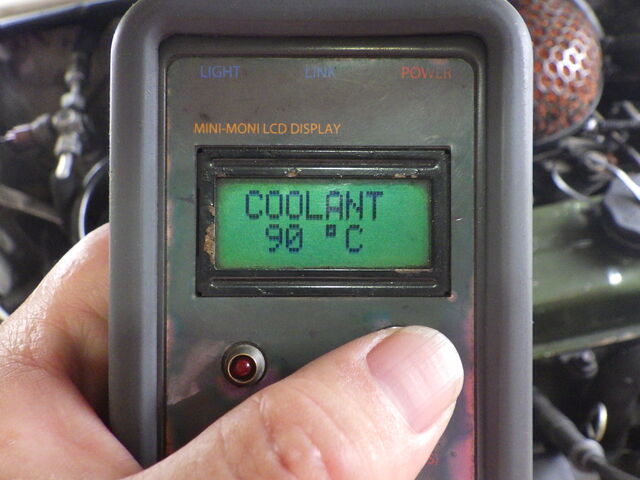 LIGHT LINK POWER
MINI-MONI LCD DISPLAY
COOLANT
90 °C